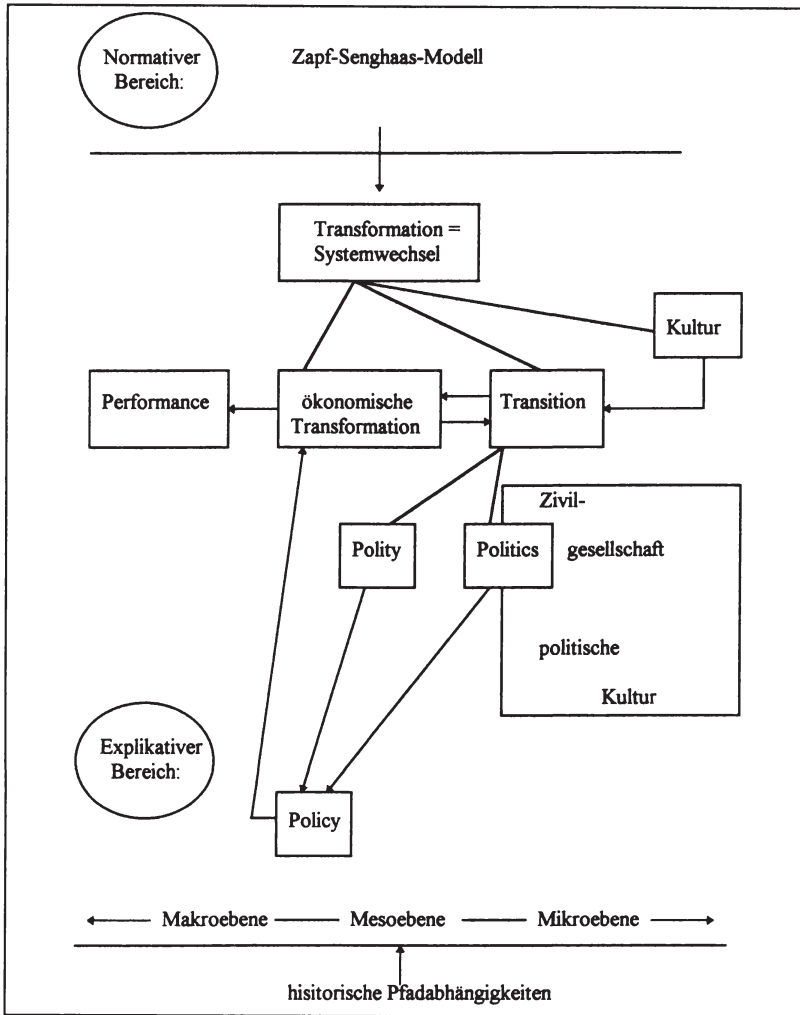 Normativer
Bereich:
Zapf-Senghaas-Modell
Transformation =
Systemwechsel
Kultur
Performance
ökonomische
Transformation
Transition
Zivil-
Polity
Politics
gesellschaft
politische
Kultur
Explikativer
Bereich:
Policy
Makroebene
Mesoebene
Mikroebene
hisitorische Pfadabhängigkeiten